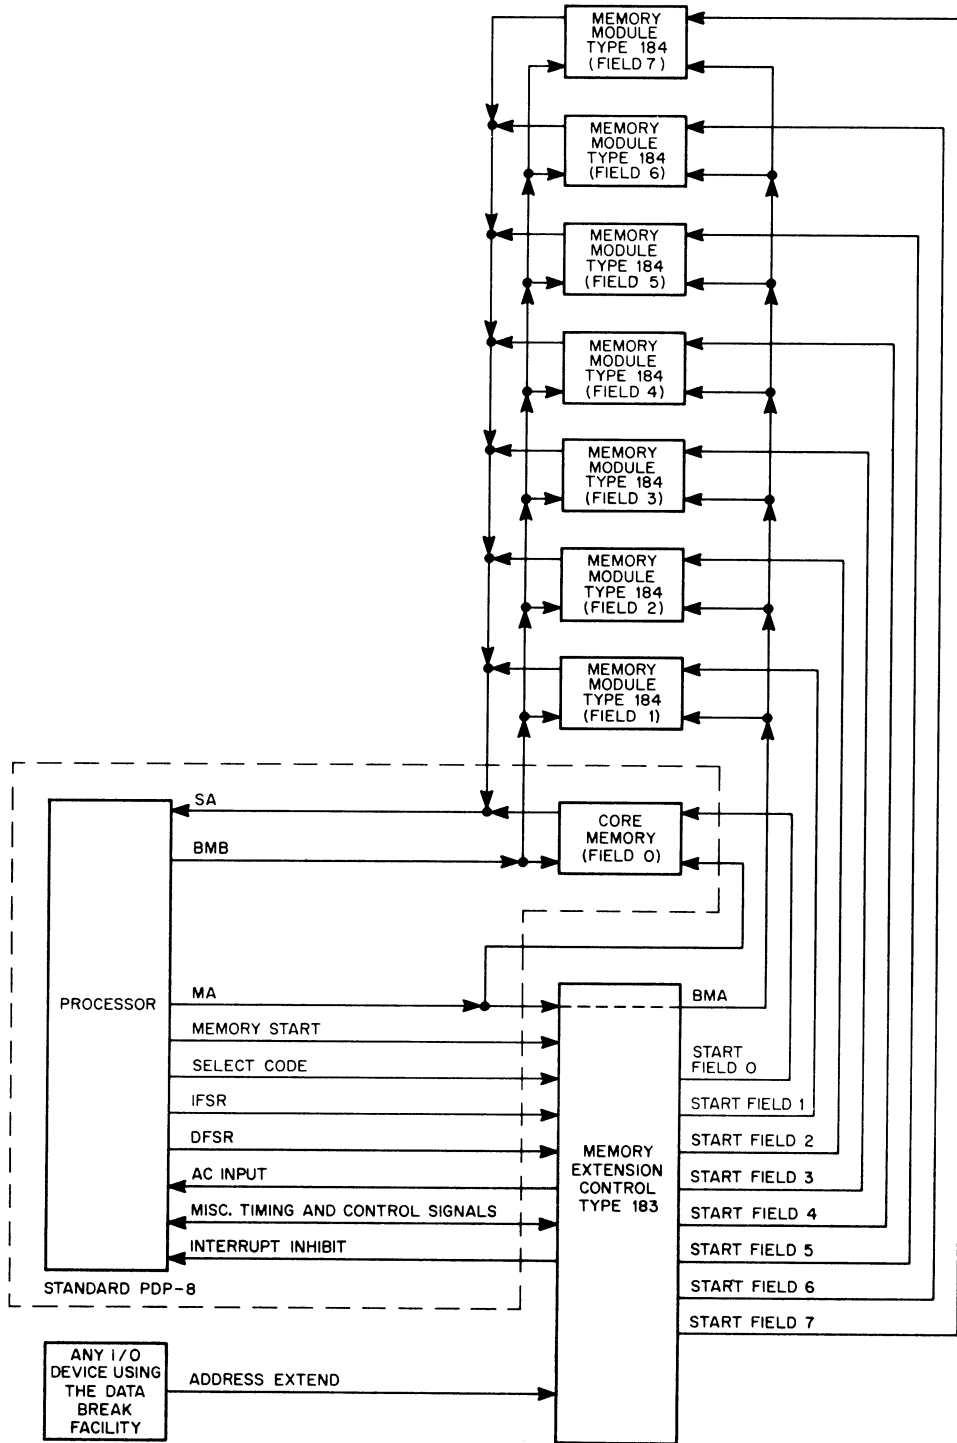 MEMORY
MODULE
TYPE 184
(FIELD 7)
MEMORY
MODULE
TYPE 184
(FIELD 6)
MEMORY
MODULE
TYPE 184
(FIELD 5)
MEMORY
MODULE
TYPE 184
(FIELD 4)
MEMORY
MODULE
TYPE 184
(FIELD 3)
MEMORY
MODULE
TYPE 184
(FIELD 2)
MEMORY
MODULE
TYPE 184
(FIELD 1)
SA
BMB
CORE
MEMORY
(FIELD 0)
PROCESSOR
MA
MEMORY START
SELECT CODE
IFSR
DFSR
AC INPUT
MISC. TIMING AND CONTROL SIGNALS
INTERRUPT INHIBIT
STANDARD PDP-8
MEMORY
EXTENSION
CONTROL
TYPE 183
BMA
START
FIELD 0
START FIELD 1
START FIELD 2
START FIELD 3
START FIELD 4
START FIELD 5
START FIELD 6
START FIELD 7
ANY I/O
DEVICE USING
THE DATA
BREAK
FACILITY
ADDRESS EXTEND